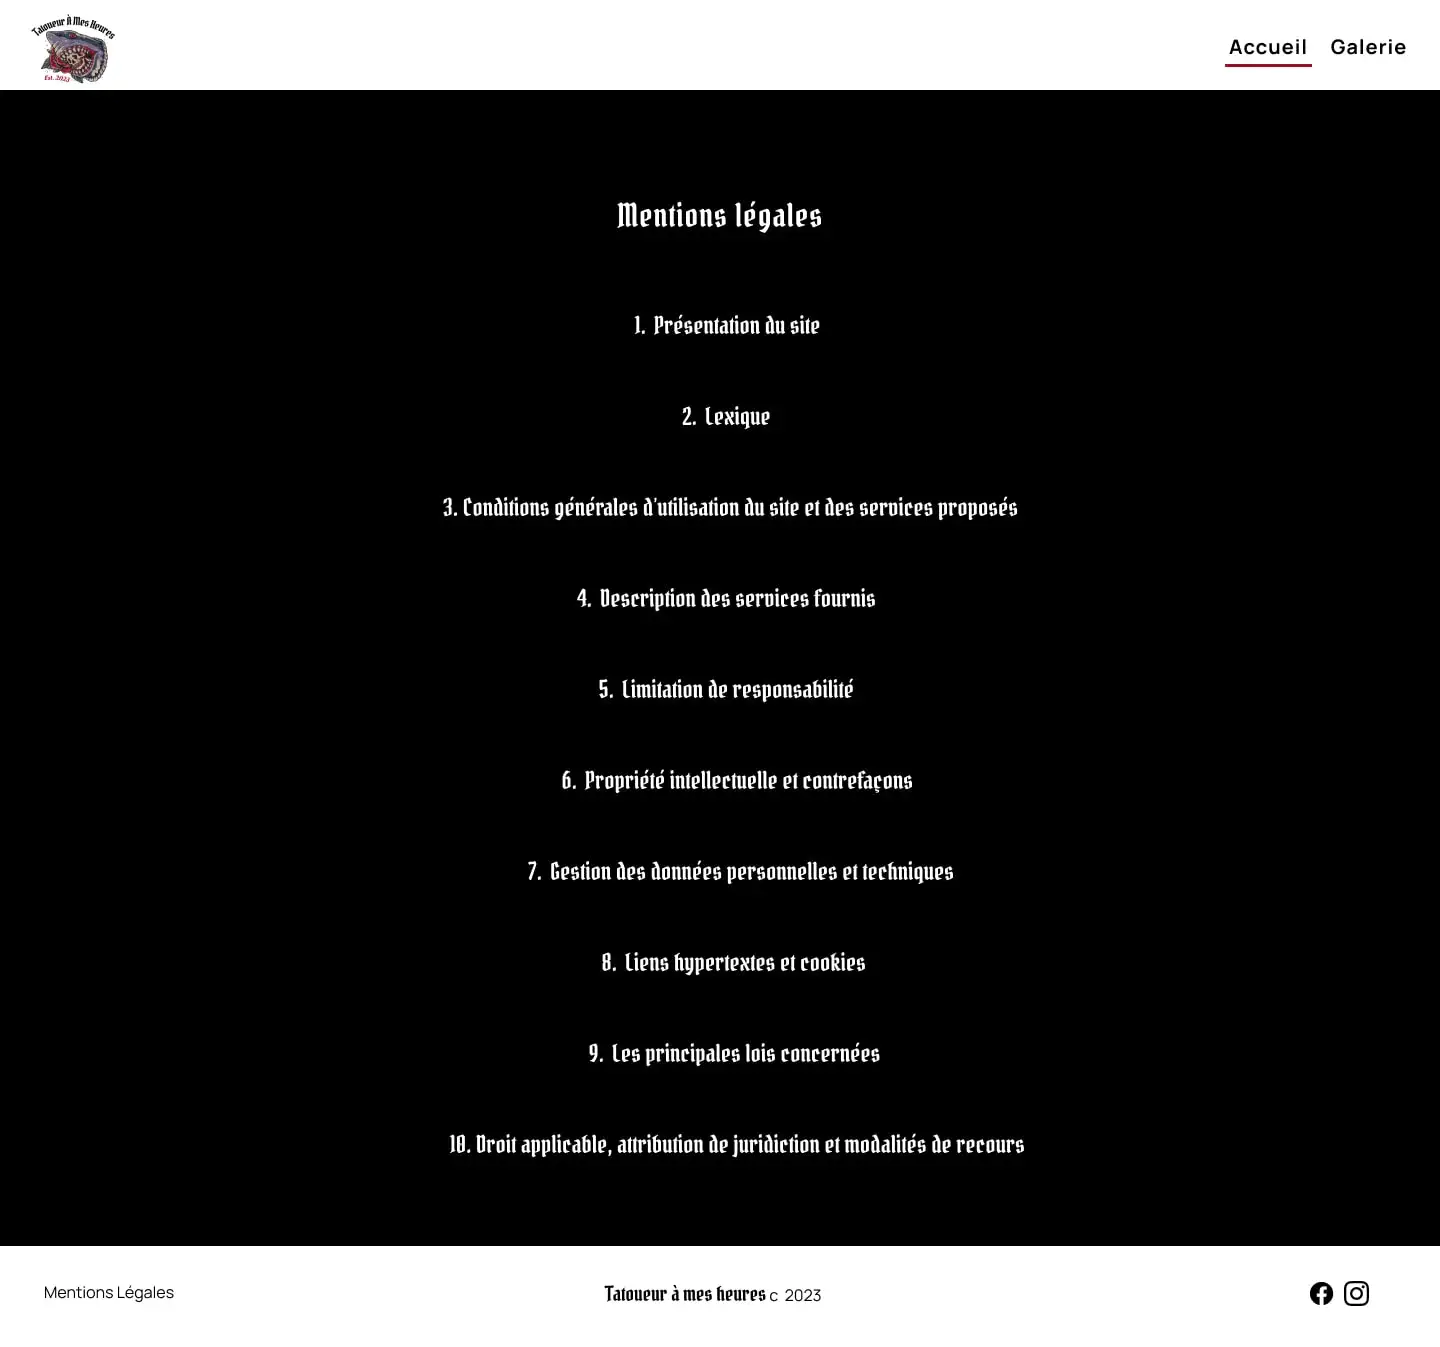 Tatoueur À Mes Heures
Est. 2023
Accueil Galerie
Mentions légales
1. Présentation du site
2. Lexique
3. Conditions générales d'utilisation du site et des services proposés
4. Description des services fournis
5. Limitation de responsabilité
6. Propriété intellectuelle et contrefaçons
7. Gestion des données personnelles et techniques
8. Liens hypertextes et cookies
9. Les principales lois concernées
10. Droit applicable, attribution de juridiction et modalités de recours
Mentions Légales
Tatoueur à mes heures c 2023